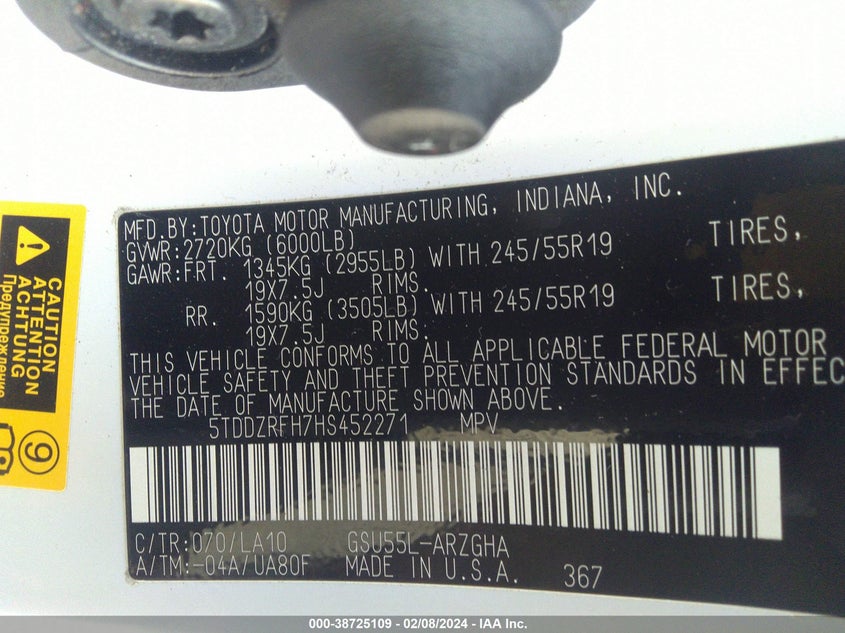 MFD.BY:TOYOTA MOTOR MANUFACTURING, INDIANA, INC.
GVWR:2720KG (6000LB)
GAWR:FRT. 1345KG (2955LB) WITH 245/55R19 TIRES,
19X7.5J RIMS.
RR. 1590KG (3505LB) WITH 245/55R19 TIRES,
19X7.5J RIMS.
THIS VEHICLE CONFORMS TO ALL APPLICABLE FEDERAL MOTOR
VEHICLE SAFETY AND THEFT PREVENTION STANDARDS IN EFFEC
THE DATE OF MANUFACTURE SHOWN ABOVE.
5TDDZRFH7HS452271 MPV
C/TR:070/LA10 GSU55L-ARZGHA
A/TM:-04A/UA80F MADE IN U.S.A. 367
CAUTION
ATTENTION
ACHTUNG
Предупреждение
9
000-38725109 - 02/08/2024 - IAA Inc.